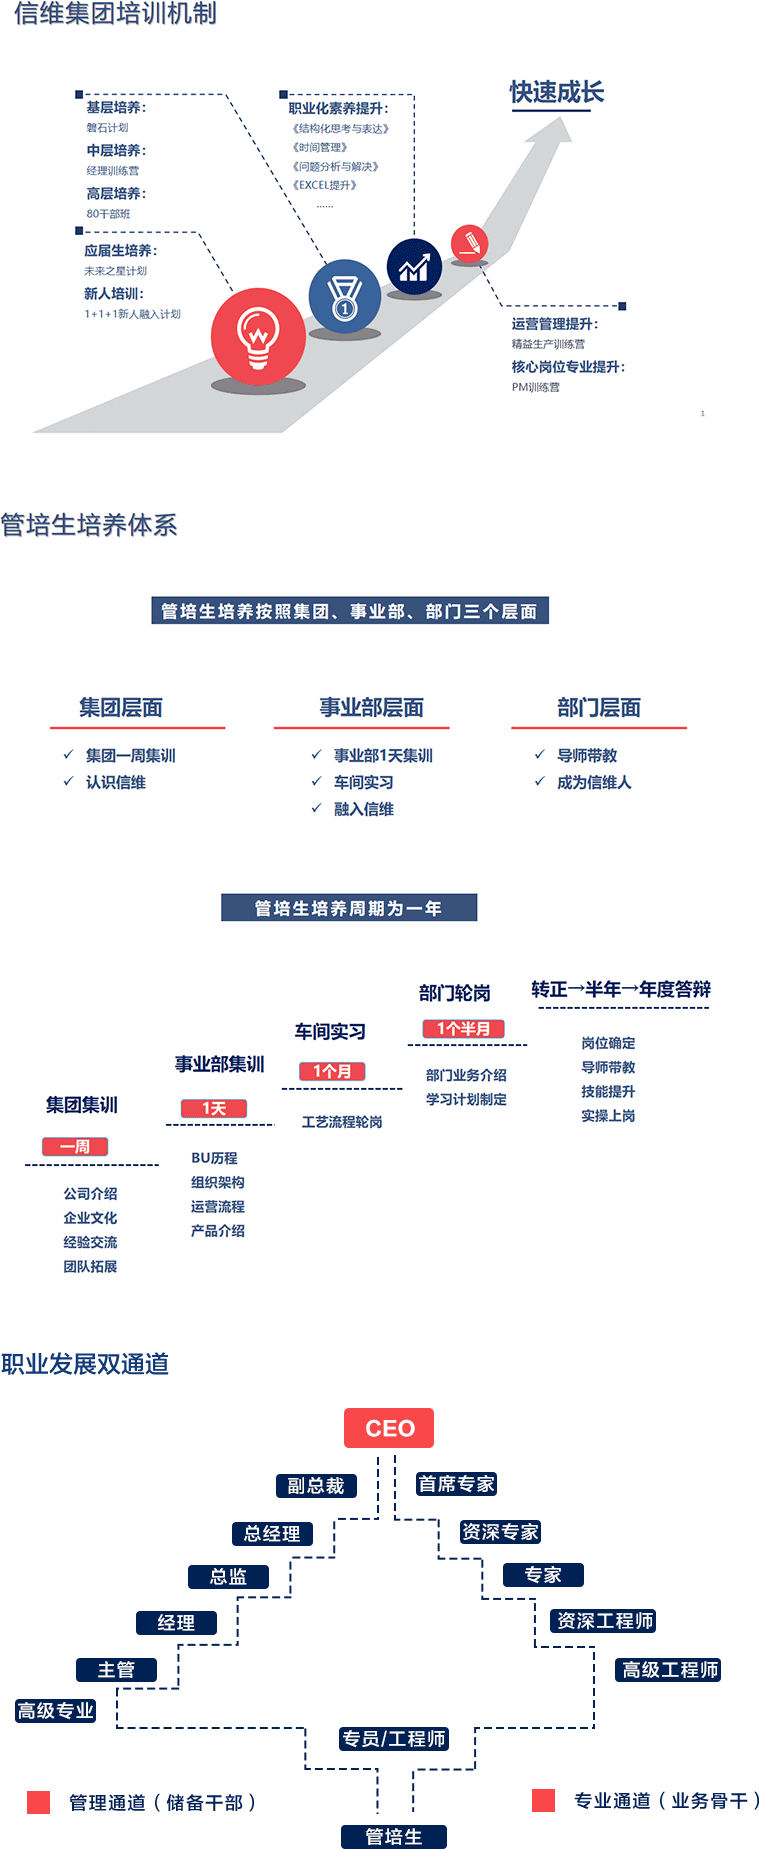 信维集团培训机制
快速成长
基层培养：
磐石计划
中层培养：
经理训练营
高层培养：
80干部班
职业化素养提升：
《结构化思考与表达》
《时间管理》
《问题分析与解决》
《EXCEL提升》
......
应届生培养：
未来之星计划
新人培训：
1+1+1新人融入计划
1
运营管理提升：
精益生产训练营
核心岗位专业提升：
PM训练营
1
管培生培养体系
管培生培养按照集团、事业部、部门三个层面
集团层面
✓ 集团一周集训
✓ 认识信维
事业部层面
✓ 事业部1天集训
✓ 车间实习
✓ 融入信维
部门层面
✓ 导师带教
✓ 成为信维人
管培生培养周期为一年
集团集训
一周
公司介绍
企业文化
经验交流
团队拓展
事业部集训
1天
BU历程
组织架构
运营流程
产品介绍
车间实习
1个月
工艺流程轮岗
部门轮岗
1个半月
部门业务介绍
学习计划制定
转正→半年→年度答辩
岗位确定
导师带教
技能提升
实操上岗
职业发展双通道
CEO
副总裁
首席专家
总经理
资深专家
总监
专家
经理
资深工程师
主管
高级工程师
高级专业
专员/工程师
管理通道（储备干部）
专业通道（业务骨干）
管培生